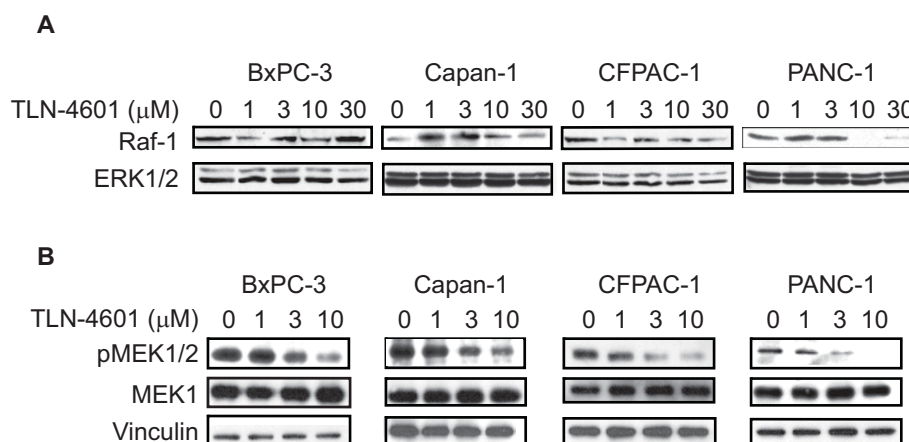 A
BxPC-3 Capan-1 CFPAC-1 PANC-1
TLN-4601 (μM) 0 1 3 10 30 0 1 3 10 30 0 1 3 10 30 0 1 3 10 30
Raf-1
ERK1/2
B
BxPC-3 Capan-1 CFPAC-1 PANC-1
TLN-4601 (μM) 0 1 3 10 0 1 3 10 0 1 3 10 0 1 3 10
pMEK1/2
MEK1
Vinculin